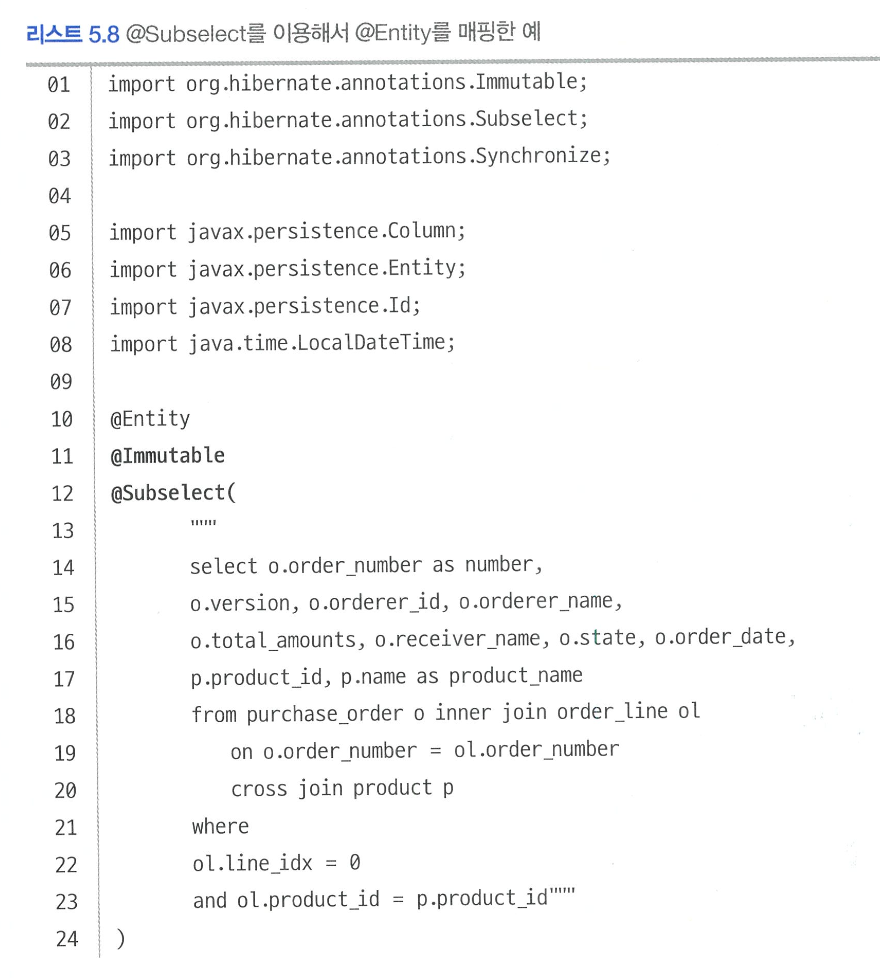 리스트 5.8 @Subselect를 이용해서 @Entity를 매핑한 예
01 import org.hibernate.annotations.Immutable;
02 import org.hibernate.annotations.Subselect;
03 import org.hibernate.annotations.Synchronize;
04
05 import javax.persistence.Column;
06 import javax.persistence.Entity;
07 import javax.persistence.Id;
08 import java.time.LocalDateTime;
09
10 @Entity
11 @Immutable
12 @Subselect(
13 """
14 select o.order_number as number,
15 o.version, o.orderer_id, o.orderer_name,
16 o.total_amounts, o.receiver_name, o.state, o.order_date,
17 p.product_id, p.name as product_name
18 from purchase_order o inner join order_line ol
19 on o.order_number = ol.order_number
20 cross join product p
21 where
22 ol.line_idx = 0
23 and ol.product_id = p.product_id"""
24 )